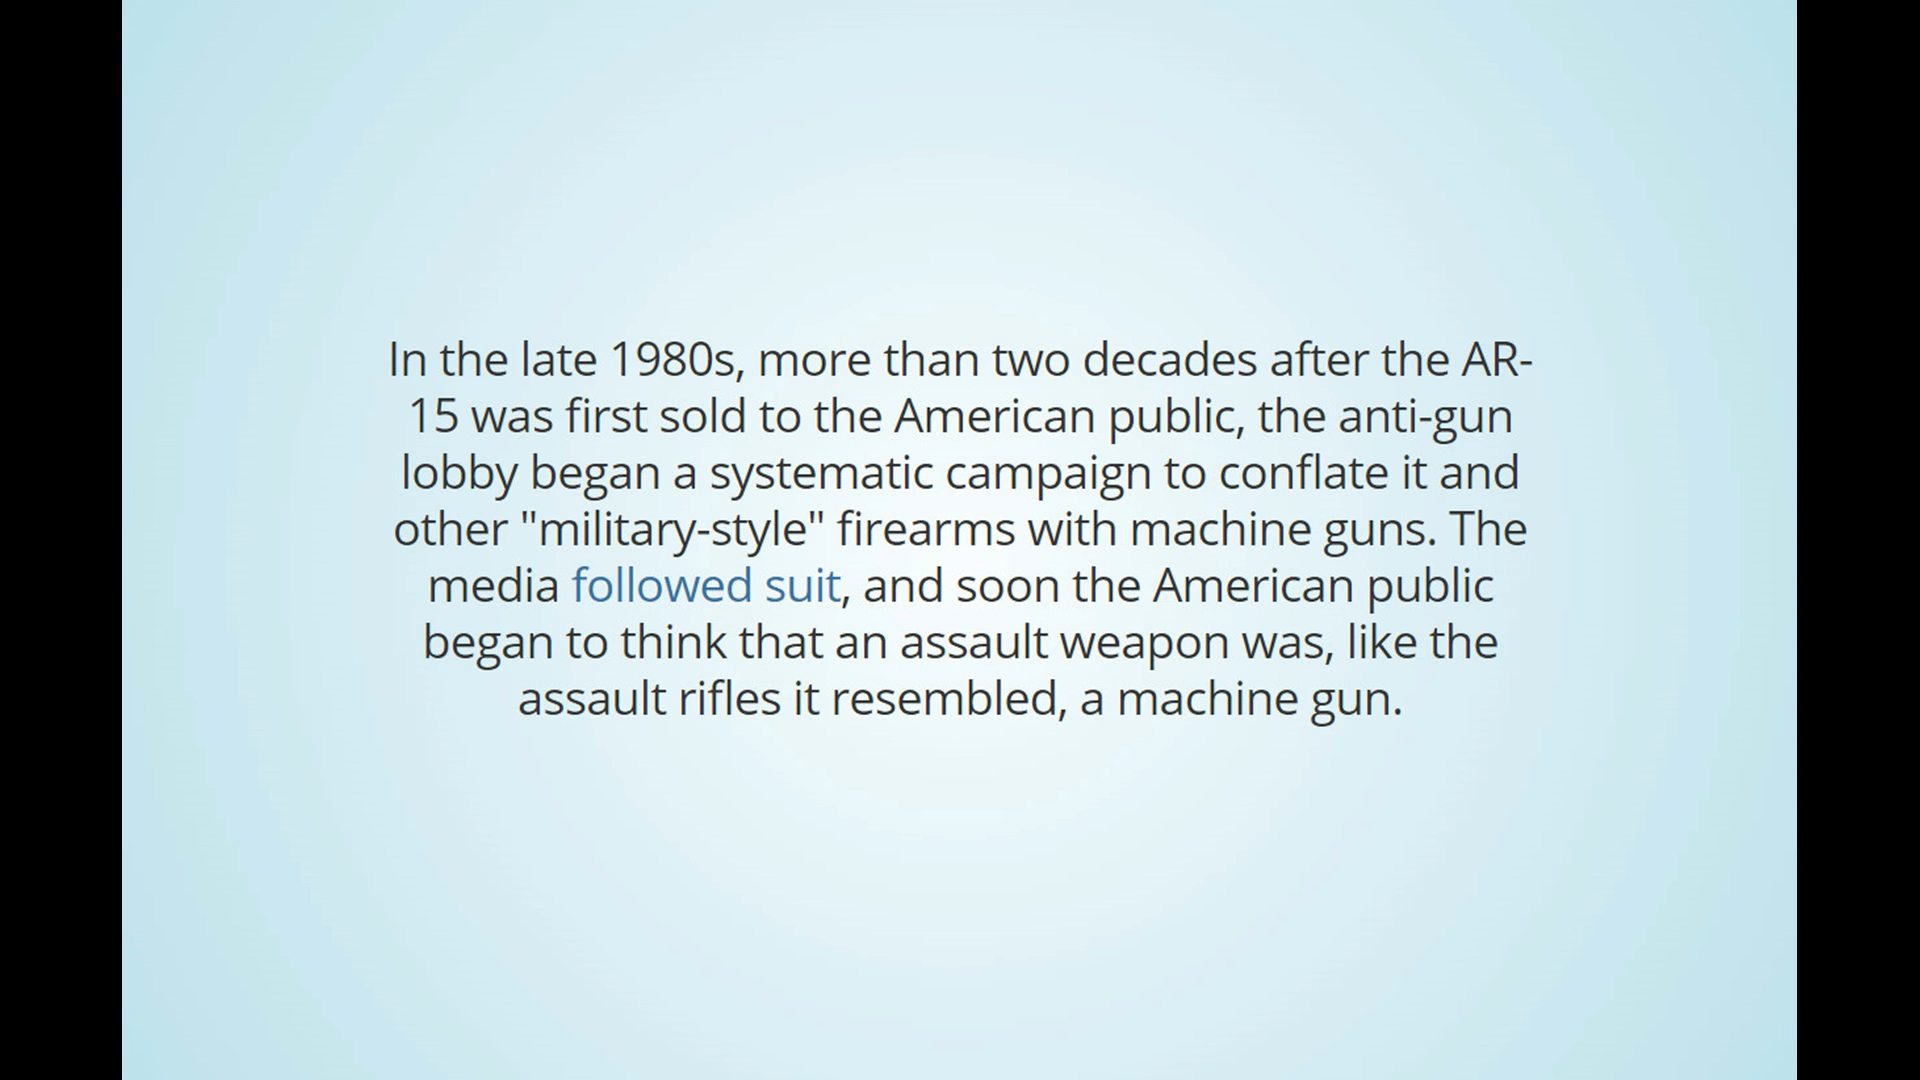 In the late 1980s, more than two decades after the AR-
15 was first sold to the American public, the anti-gun
lobby began a systematic campaign to conflate it and
other "military-style" firearms with machine guns. The
media followed suit, and soon the American public
began to think that an assault weapon was, like the
assault rifles it resembled, a machine gun.